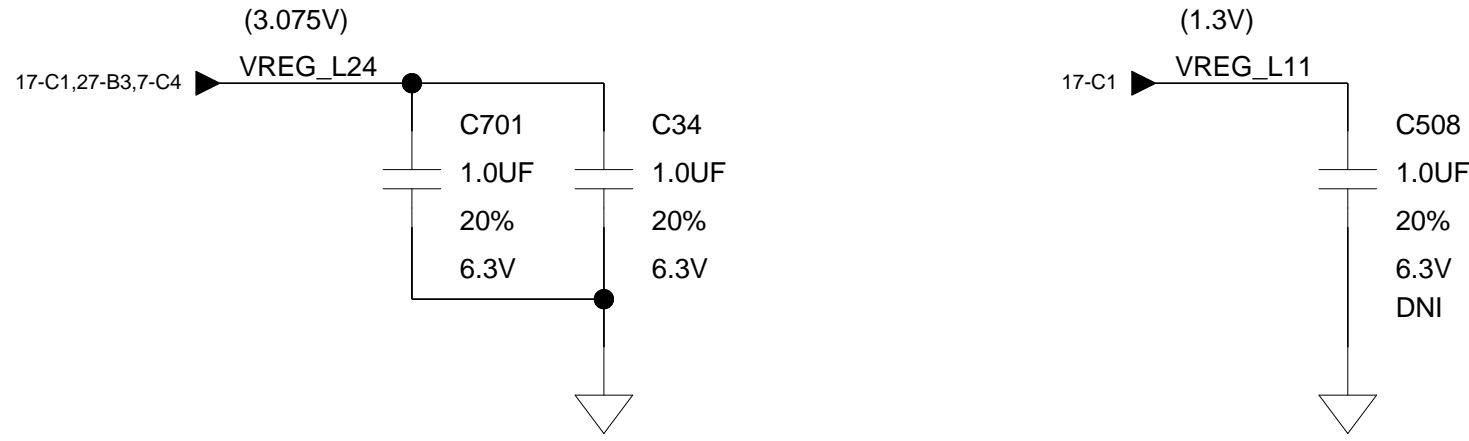 (3.075V)
17-C1,27-B3,7-C4
VREG_L24
C701
1.0UF
20%
6.3V
C34
1.0UF
20%
6.3V
(1.3V)
17-C1
VREG_L11
C508
1.0UF
20%
6.3V
DNI